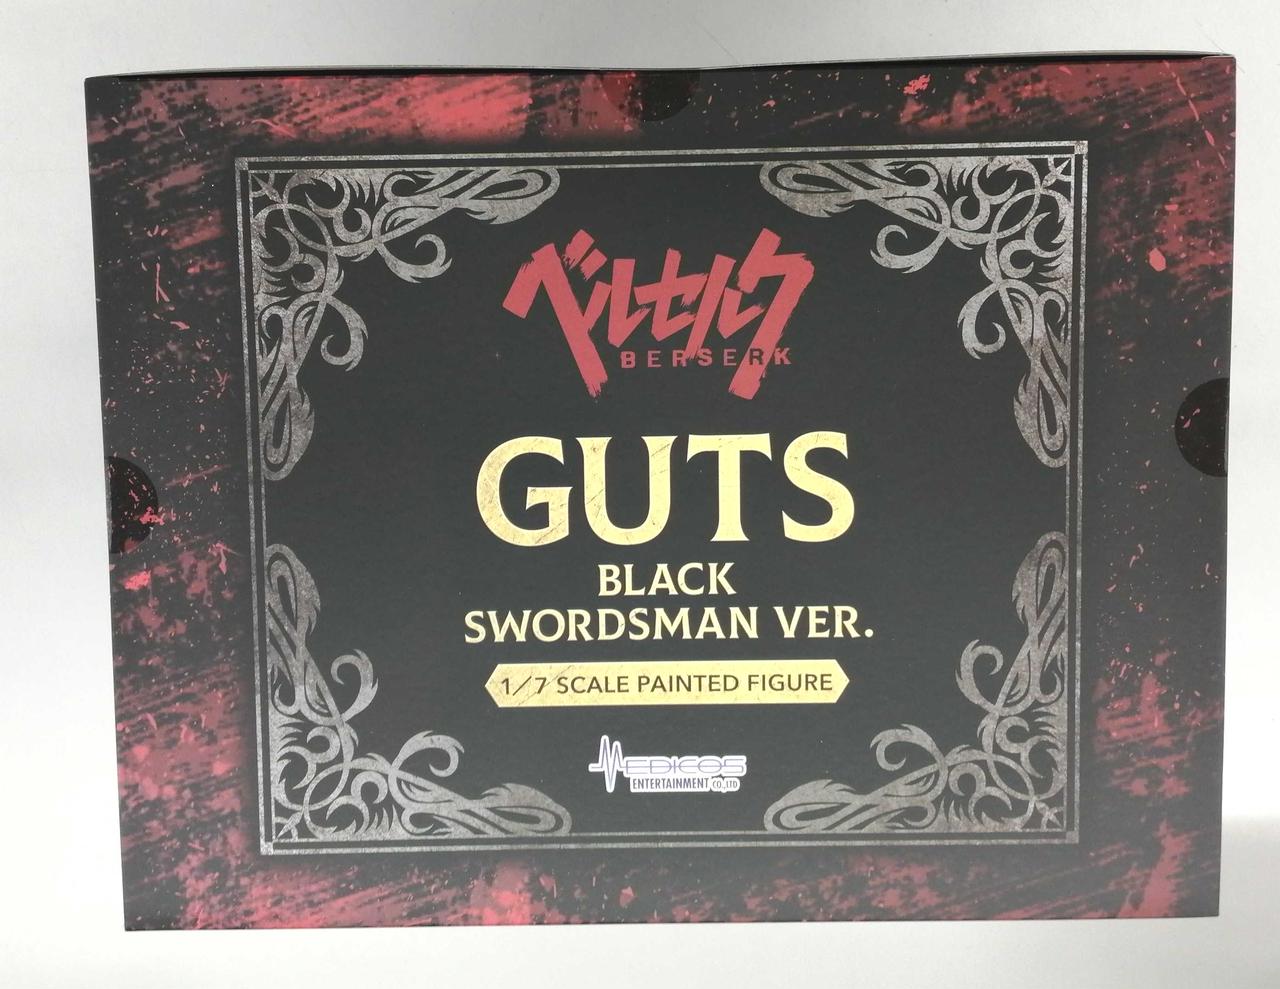 ベルセルク
BERSERK
GUTS
BLACK
SWORDSMAN VER.
1/7 SCALE PAINTED FIGURE
MEDICOS
ENTERTAINMENT CO.,LTD